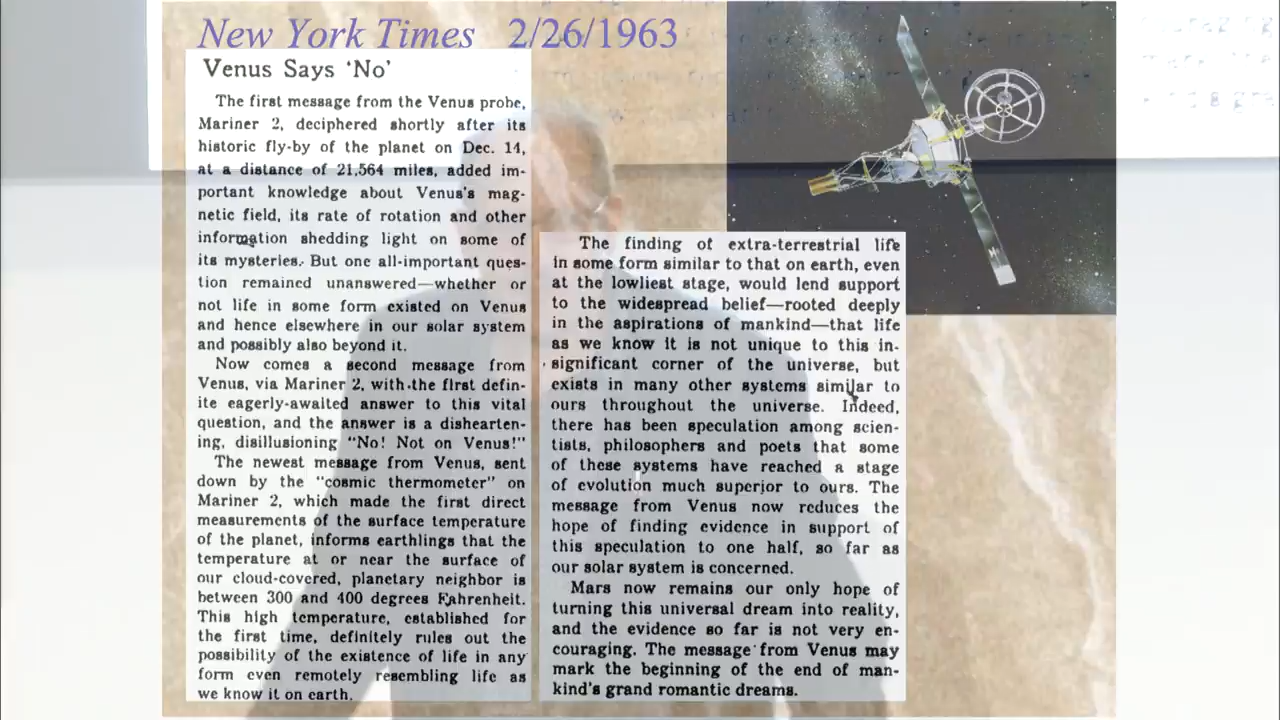 New York Times 2/26/1963
Venus Says ‘No’
The first message from the Venus probe,
Mariner 2, deciphered shortly after its
historic fly-by of the planet on Dec. 14,
at a distance of 21,564 miles, added im-
portant knowledge about Venus's mag-
netic field, its rate of rotation and other
information shedding light on some of
its mysteries. But one all-important ques-
tion remained unanswered—whether or
not life in some form existed on Venus
and hence elsewhere in our solar system
and possibly also beyond it.
Now comes a second message from
Venus, via Mariner 2, with the first defin-
ite eagerly-awaited answer to this vital
question, and the answer is a dishearten-
ing, disillusioning “No! Not on Venus!”
The newest message from Venus, sent
down by the “cosmic thermometer” on
Mariner 2, which made the first direct
measurements of the surface temperature
of the planet, informs earthlings that the
temperature at or near the surface of
our cloud-covered, planetary neighbor is
between 300 and 400 degrees Fahrenheit.
This high temperature, established for
the first time, definitely rules out the
possibility of the existence of life in any
form even remotely resembling life as
we know it on earth.
The finding of extra-terrestrial life
in some form similar to that on earth, even
at the lowliest stage, would lend support
to the widespread belief—rooted deeply
in the aspirations of mankind—that life
as we know it is not unique to this in-
significant corner of the universe, but
exists in many other systems similar to
ours throughout the universe. Indeed,
there has been speculation among scien-
tists, philosophers and poets that some
of these systems have reached a stage
of evolution much superior to ours. The
message from Venus now reduces the
hope of finding evidence in support of
this speculation to one half, so far as
our solar system is concerned.
Mars now remains our only hope of
turning this universal dream into reality,
and the evidence so far is not very en-
couraging. The message from Venus may
mark the beginning of the end of man-
kind's grand romantic dreams.